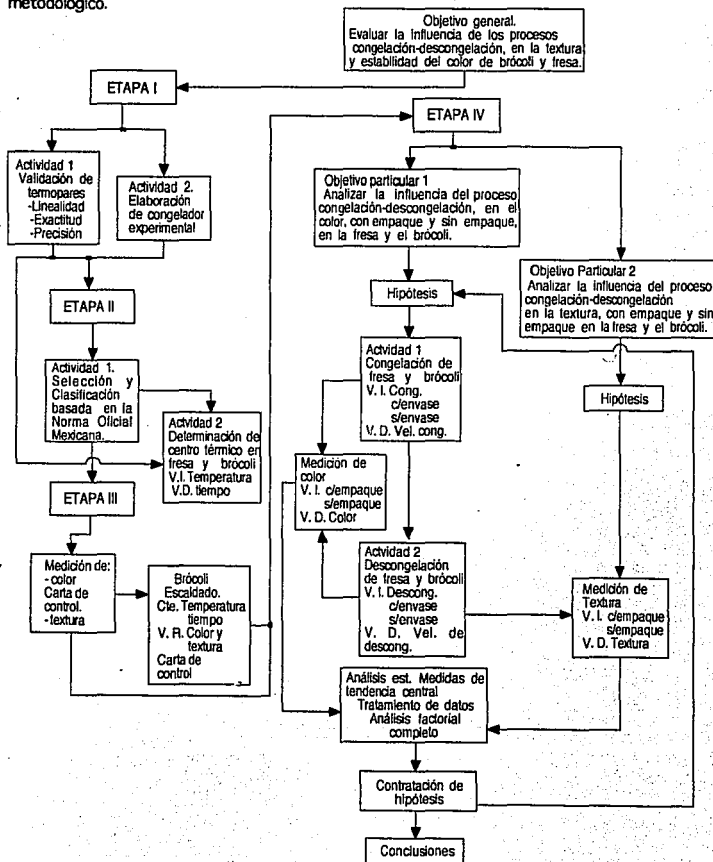 metodológico.
Objetivo general.
Evaluar la influencia de los procesos
congelación-descongelación, en la textura
y estabilidad del color de brócoli y fresa.
ETAPA I
Actividad 1
Validación de
termopares
-Linealidad
-Exactitud
-Precisión
Actividad 2.
Elaboración
de congelador
experimental
ETAPA II
Actividad 1.
Selección y
Clasificación
basada en la
Norma Oficial
Mexicana.
Actividad 2
Determinación de
centro térmico en
fresa y brócoli
V.I. Temperatura
V.D. tiempo
ETAPA III
Medición de:
- color
Carta de
control.
-textura
Brócoli
Escaldado.
Cte. Temperatura
tiempo
V. R. Color y
textura
Carta de
control
ETAPA IV
Objetivo particular 1
Analizar la influencia del proceso
congelación-descongelación, en el
color, con empaque y sin empaque,
en la fresa y el brócoli.
Objetivo Particular 2
Analizar la influencia del proceso
congelación-descongelación
en la textura, con empaque y sin
empaque en la fresa y el brócoli.
Hipótesis
Hipótesis
Actividad 1
Congelación de
fresa y brócoli
V. I. Cong.
c/envase
s/envase
V. D. Vel. cong.
Medición de
color
V. I. c/empaque
s/empaque
V. D. Color
Actividad 2
Descongelación
de fresa y brócoli
V. I. Descong.
c/envase
s/envase
V. D. Vel. de
descong.
Medición de
Textura
V. I. c/empaque
s/empaque
V. D. Textura
Análisis est. Medidas de
tendencia central
Tratamiento de datos
Análisis factorial
completo
Contratación de
hipótesis
Conclusiones